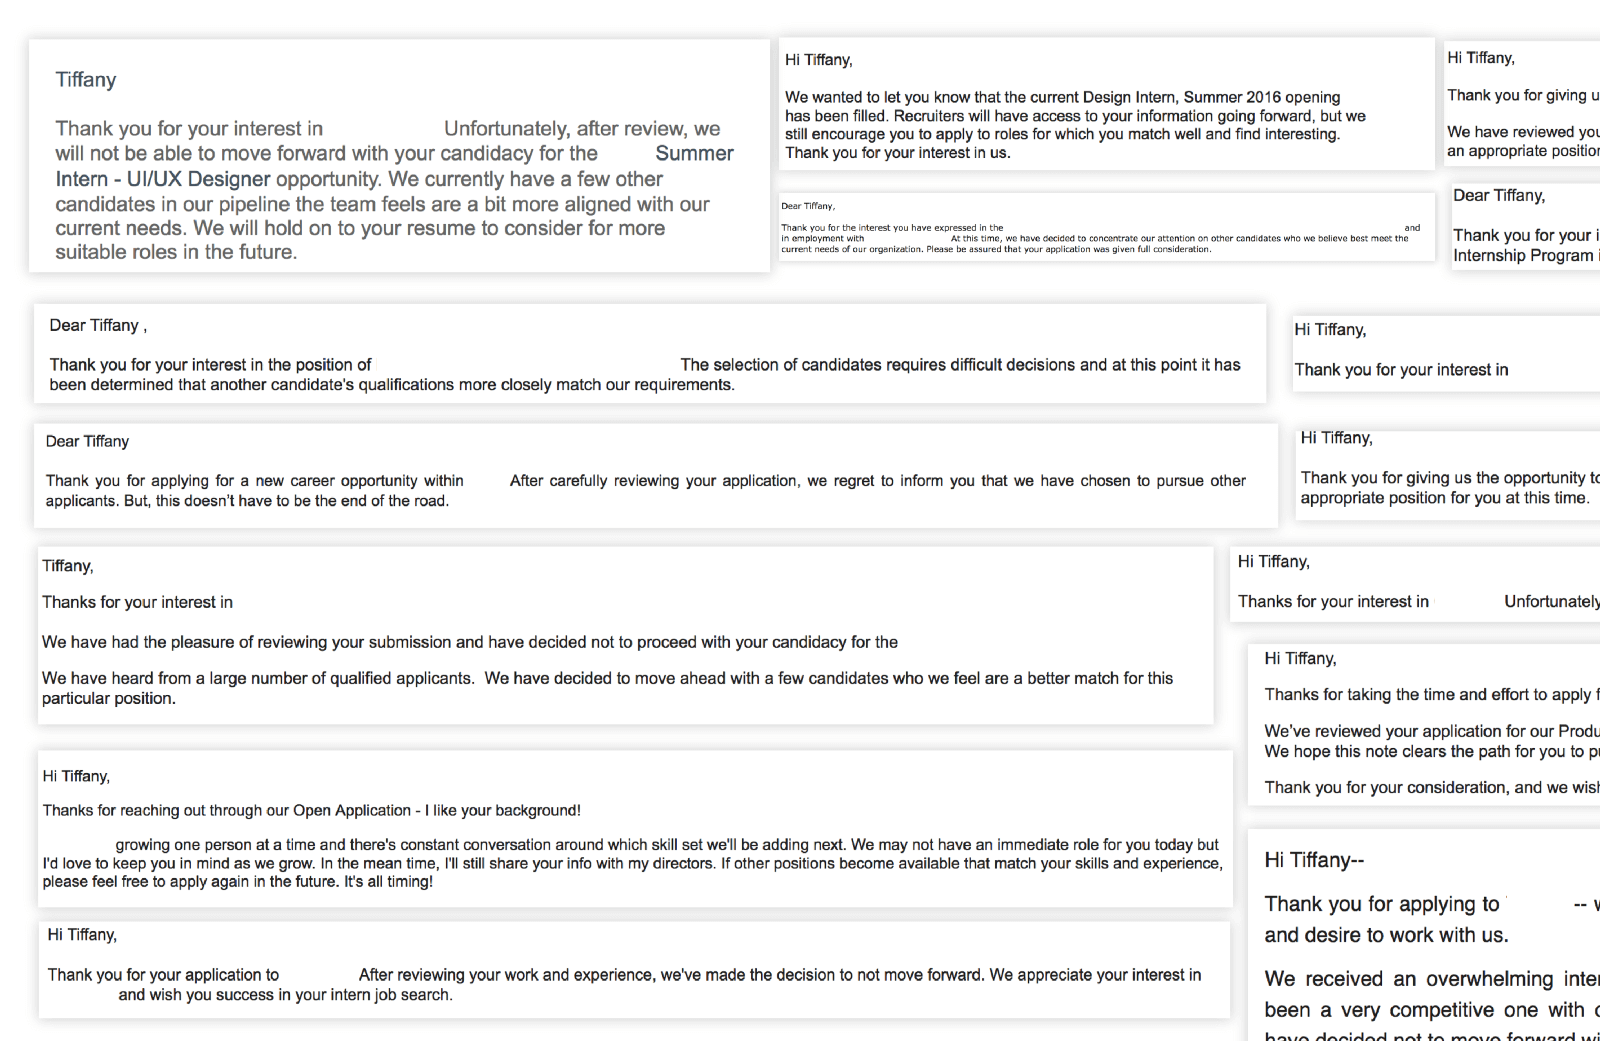 Tiffany
Thank you for your interest in Unfortunately, after review, we
will not be able to move forward with your candidacy for the Summer
Intern - UI/UX Designer opportunity. We currently have a few other
candidates in our pipeline the team feels are a bit more aligned with our
current needs. We will hold on to your resume to consider for more
suitable roles in the future.
Hi Tiffany,
We wanted to let you know that the current Design Intern, Summer 2016 opening
has been filled. Recruiters will have access to your information going forward, but we
still encourage you to apply to roles for which you match well and find interesting.
Thank you for your interest in us.
Hi Tiffany,
Thank you for giving
We have reviewed you
an appropriate position
Dear Tiffany,
Thank you for the interest you have expressed in the and
in employment with At this time, we have decided to concentrate our attention on other candidates who we believe best meet the
current needs of our organization. Please be assured that your application was given full consideration.
Dear Tiffany,
Thank you for your
Internship Program
Dear Tiffany ,
Thank you for your interest in the position of The selection of candidates requires difficult decisions and at this point it has
been determined that another candidate's qualifications more closely match our requirements.
Hi Tiffany,
Thank you for your interest in
Dear Tiffany
Thank you for applying for a new career opportunity within After carefully reviewing your application, we regret to inform you that we have chosen to pursue other
applicants. But, this doesn't have to be the end of the road.
Hi Tiffany,
Thank you for giving us the opportunity to
appropriate position for you at this time.
Tiffany,
Thanks for your interest in
We have had the pleasure of reviewing your submission and have decided not to proceed with your candidacy for the
We have heard from a large number of qualified applicants. We have decided to move ahead with a few candidates who we feel are a better match for this
particular position.
Hi Tiffany,
Thanks for your interest in Unfortunately
Hi Tiffany,
Thanks for taking the time and effort to apply
We've reviewed your application for our Produ
We hope this note clears the path for you to
Thank you for your consideration, and we wish
Hi Tiffany,
Thanks for reaching out through our Open Application - I like your background!
growing one person at a time and there's constant conversation around which skill set we'll be adding next. We may not have an immediate role for you today but
I'd love to keep you in mind as we grow. In the mean time, I'll still share your info with my directors. If other positions become available that match your skills and experience,
please feel free to apply again in the future. It's all timing!
Hi Tiffany--
Thank you for applying to --
and desire to work with us.
We received an overwhelming
been a very competitive one with
have decided not to move forward
Hi Tiffany,
Thank you for your application to After reviewing your work and experience, we've made the decision to not move forward. We appreciate your interest in
and wish you success in your intern job search.